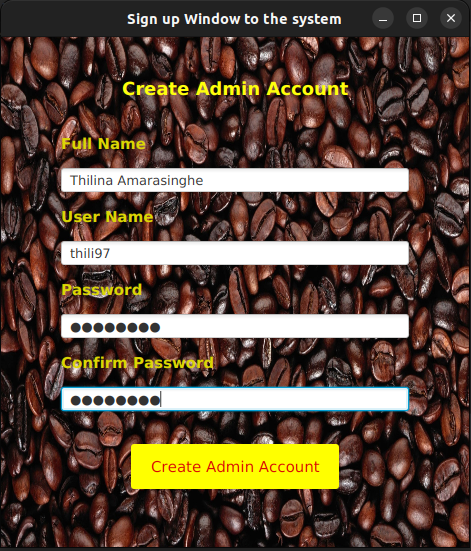 Sign up Window to the system
Create Admin Account
Full Name
Thilina Amarasinghe
User Name
thili97
Password
●●●●●●●●
Confirm Password
●●●●●●●●
Create Admin Account